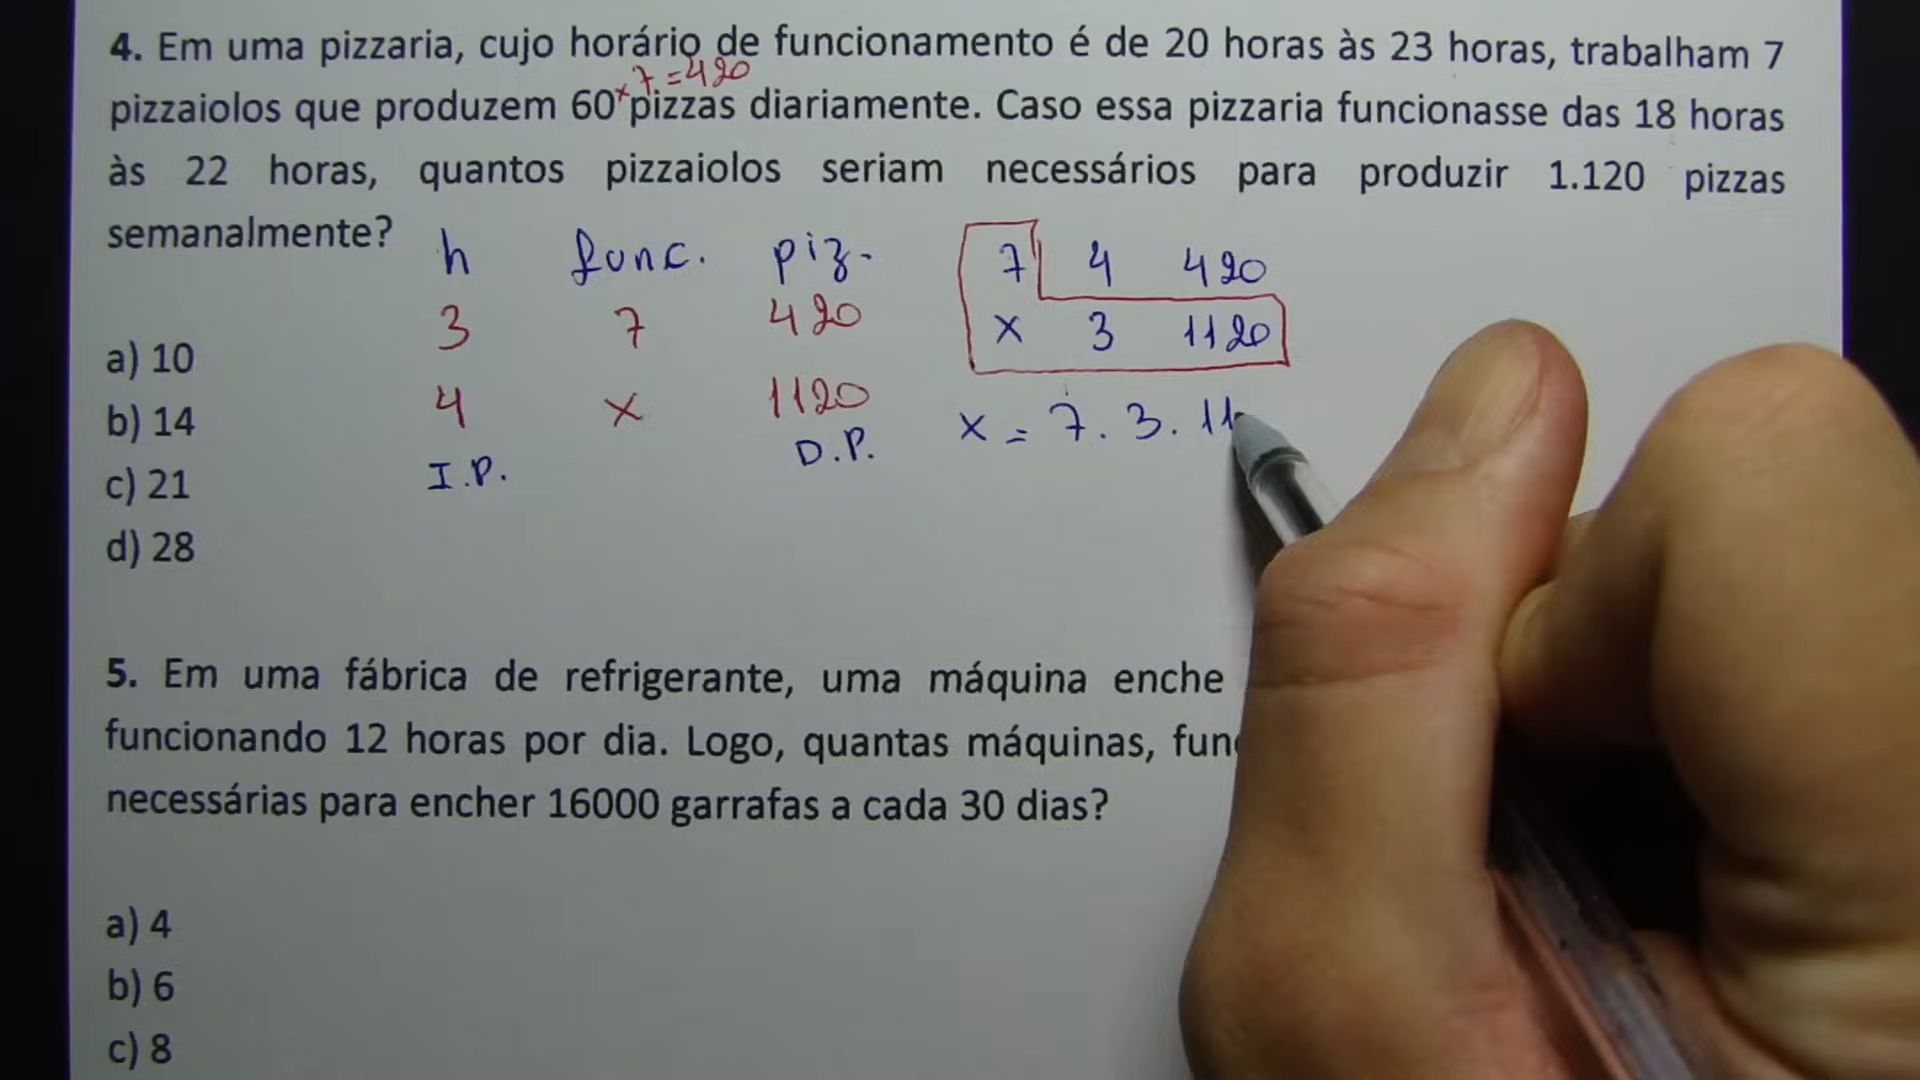 4. Em uma pizzaria, cujo horário de funcionamento é de 20 horas às 23 horas, trabalham 7
× 7 = 420
pizzaiolos que produzem 60 pizzas diariamente. Caso essa pizzaria funcionasse das 18 horas
às 22 horas, quantos pizzaiolos seriam necessários para produzir 1.120 pizzas
semanalmente?
h func. piz.
3 7 420
4 x 1120
I.P. D.P.
7 4 420
x 3 1120
x = 7. 3. 11
a) 10
b) 14
c) 21
d) 28
5. Em uma fábrica de refrigerante, uma máquina enche
funcionando 12 horas por dia. Logo, quantas máquinas,
necessárias para encher 16000 garrafas a cada 30 dias?
a) 4
b) 6
c) 8